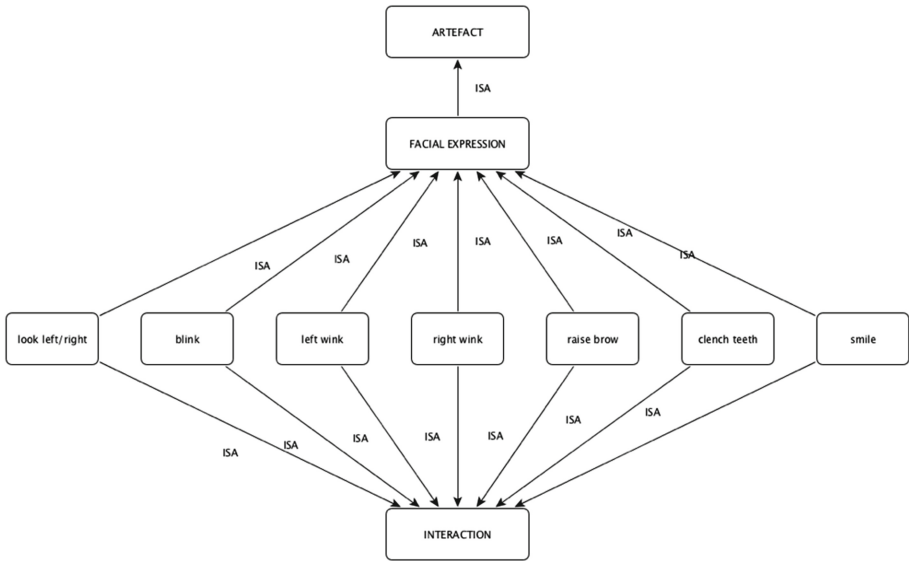 ARTEFACT
ISA
FACIAL EXPRESSION
ISA
ISA
ISA
ISA
ISA
ISA
ISA
look left/right
blink
left wink
right wink
raise brow
clench teeth
smile
ISA
ISA
ISA
ISA
ISA
ISA
ISA
INTERACTION